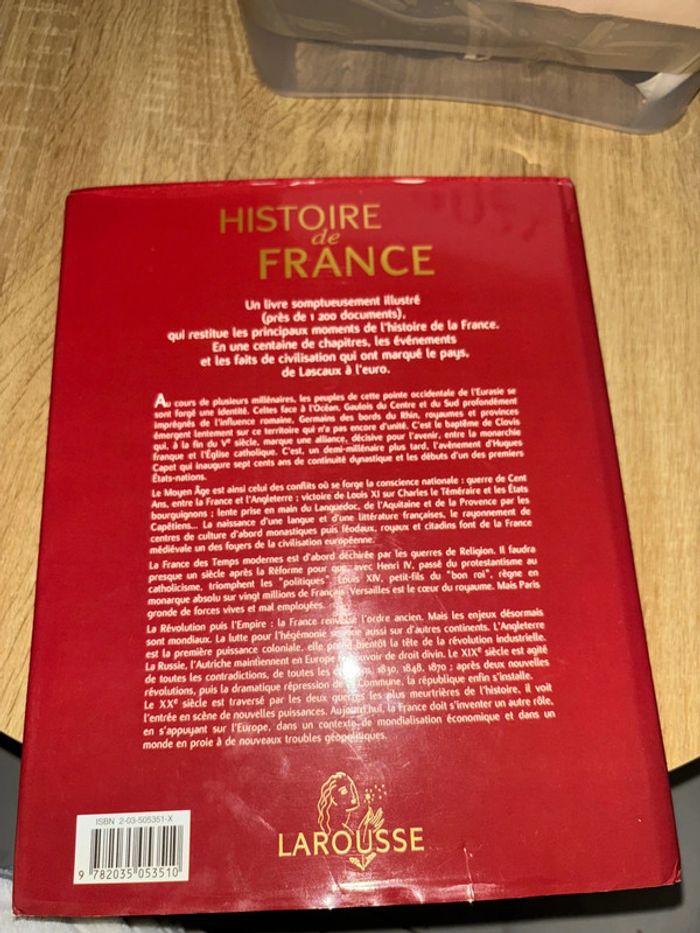 HISTOIRE
de
FRANCE
Un livre somptueusement illustré
(près de 1 200 documents),
qui restitue les principaux moments de l'histoire de la France.
En une centaine de chapitres, les événements
et les faits de civilisation qui ont marqué le pays,
de Lascaux à l'euro.
Au cours de plusieurs millénaires, les peuples de cette pointe occidentale de l'Eurasie se
sont forgé une identité. Celtes face à l'Océan, Gaulois du Centre et du Sud profondément
imprégnés de l'influence romaine, Germains des bords du Rhin, royaumes et provinces
émergent lentement sur ce territoire qui n'a pas encore d'unité. C'est le baptême de Clovis
qui, à la fin du Ve siècle, marque une alliance, décisive pour l'avenir, entre la monarchie
franque et l'Église catholique. C'est, un demi-millénaire plus tard, l'avènement d'Hugues
Capet qui inaugure sept cents ans de continuité dynastique et les débuts d'un des premiers
États-nations.
Le Moyen Âge est ainsi celui des conflits où se forge la conscience nationale : guerre de Cent
Ans, entre la France et l'Angleterre ; victoire de Louis XI sur Charles le Téméraire et les États
bourguignons ; lente prise en main du Languedoc, de l'Aquitaine et de la Provence par les
Capétiens... La naissance d'une langue et d'une littérature françaises, le rayonnement de
centres de culture d'abord monastiques puis féodaux, royaux et citadins font de la France
médiévale un des foyers de la civilisation européenne.
La France des Temps modernes est d'abord déchirée par les guerres de Religion. Il faudra
presque un siècle après la Réforme pour que, avec Henri IV, passé du protestantisme au
catholicisme, triomphent les "politiques". Louis XIV, petit-fils du "bon roi", règne en
monarque absolu sur vingt millions de Français. Versailles est le cœur du royaume. Mais Paris
gronde de forces vives et mal employées.
La Révolution puis l'Empire : la France l'ordre ancien. Mais les enjeux désormais
sont mondiaux. La lutte pour l'hégémonie se aussi sur d'autres continents. L'Angleterre
est la première puissance coloniale, elle bientôt la tête de la révolution industrielle.
La Russie, l'Autriche maintiennent en Europe le pouvoir de droit divin. Le XIXe siècle est agité
de toutes les contradictions, de toutes les 1830, 1848, 1870 ; après deux nouvelles
révolutions, puis la dramatique répression de la Commune, la république enfin s'installe.
Le XXe siècle est traversé par les deux guerres les plus meurtrières de l'histoire, il voit
l'entrée en scène de nouvelles puissances. Aujourd'hui, la France doit s'inventer un autre rôle,
en s'appuyant sur l'Europe, dans un contexte de mondialisation économique et dans un
monde en proie à de nouveaux troubles géopolitiques.
ISBN 2-03-505351-X
9 782035 053510
LAROUSSE